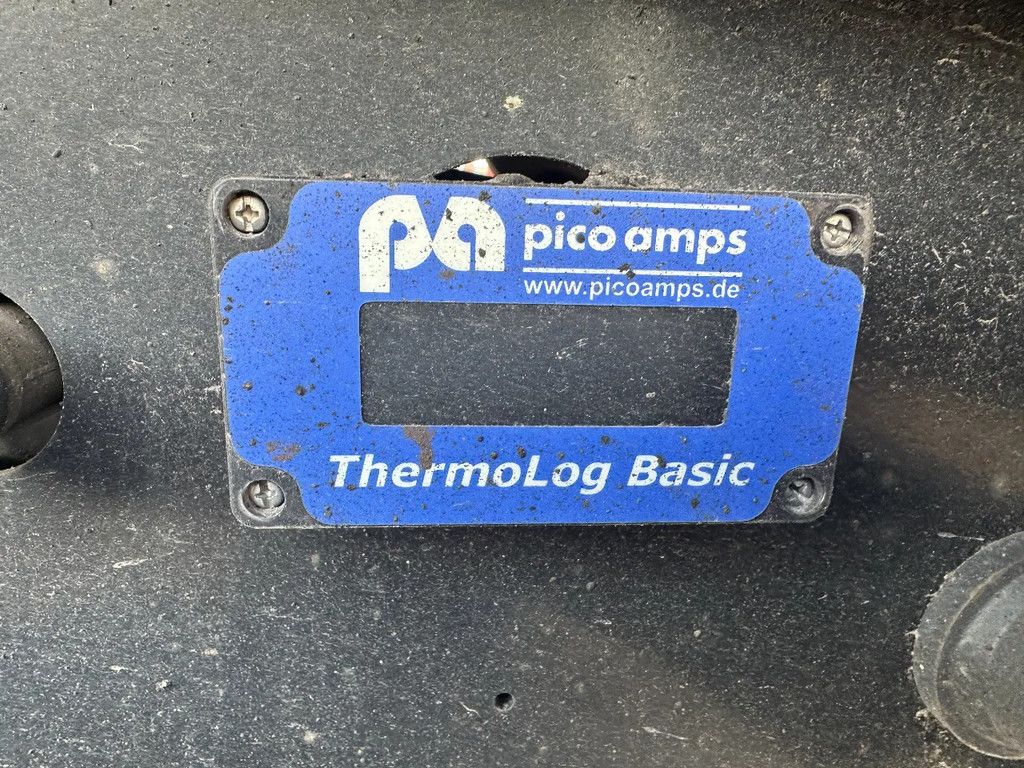 pa
pico amps
www.picoamps.de
ThermoLog Basic